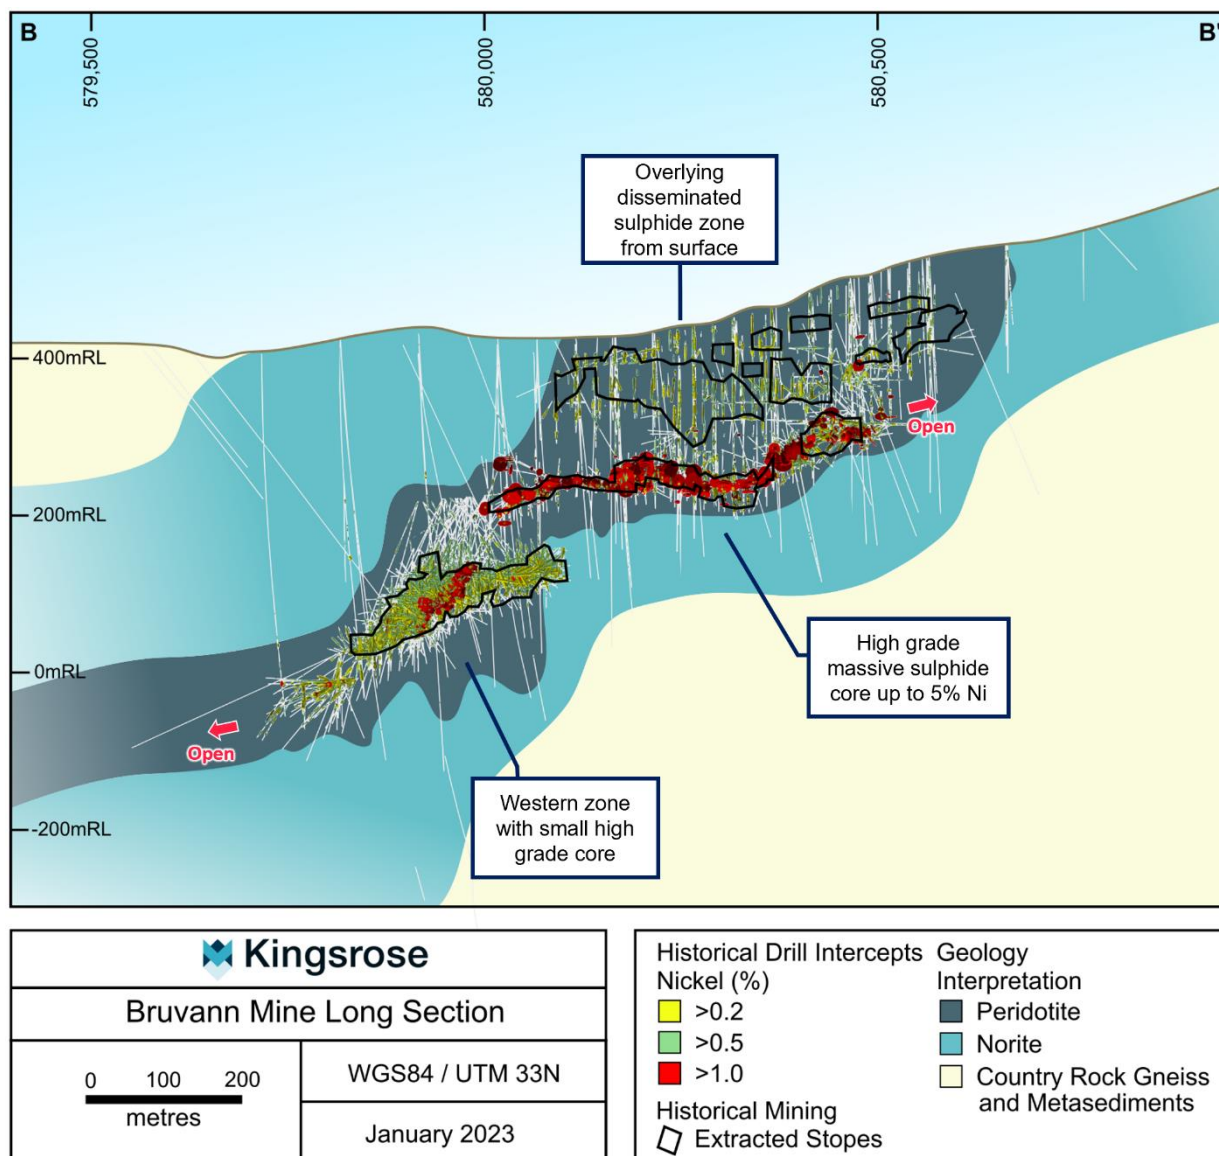 B
579,500
580,000
580,500
B'
Overlying
disseminated
sulphide zone
from surface
400mRL
Open
200mRL
High grade
massive sulphide
core up to 5% Ni
0mRL
Open
Western zone
with small high
grade core
-200mRL
Kingsrose
Bruvann Mine Long Section
0 100 200
metres
WGS84 / UTM 33N
January 2023
Historical Drill Intercepts
Nickel (%)
>0.2
>0.5
>1.0
Historical Mining
Extracted Stopes
Geology
Interpretation
Peridotite
Norite
Country Rock Gneiss
and Metasediments